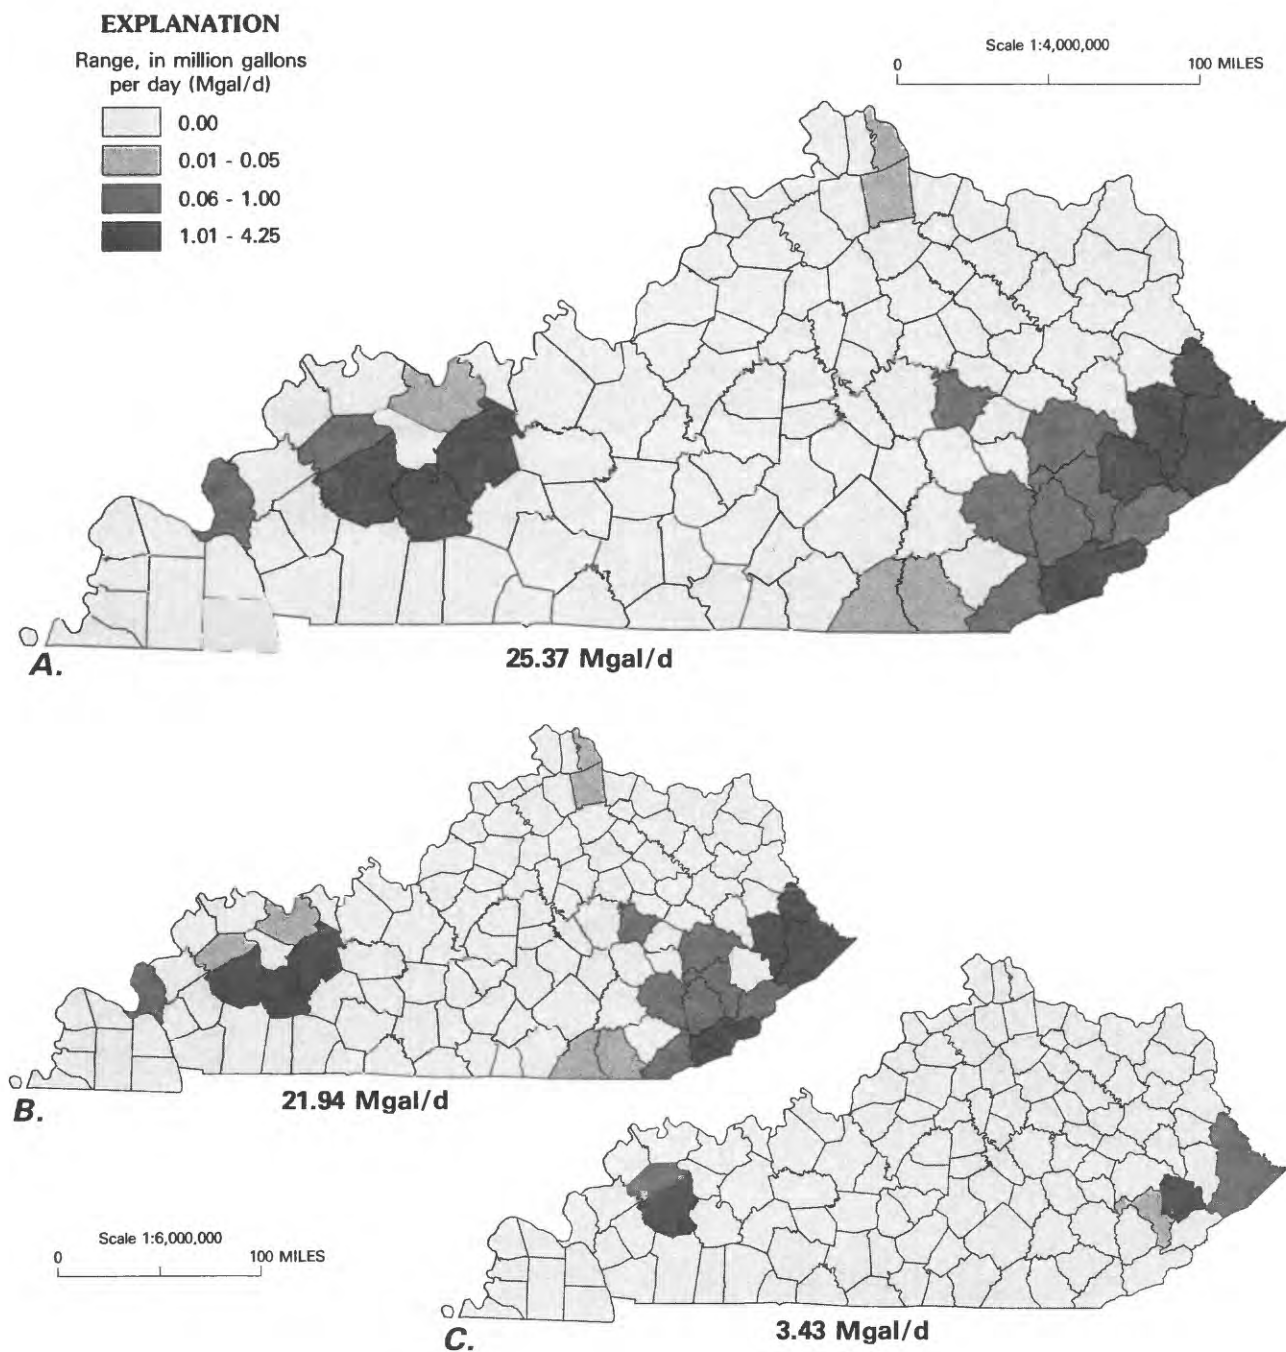 EXPLANATION
Range, in million gallons
per day (Mgal/d)
0.00
0.01 - 0.05
0.06 - 1.00
1.01 - 4.25
Scale 1:4,000,000
0 100 MILES
A.
25.37 Mgal/d
B.
21.94 Mgal/d
Scale 1:6,000,000
0 100 MILES
C.
3.43 Mgal/d